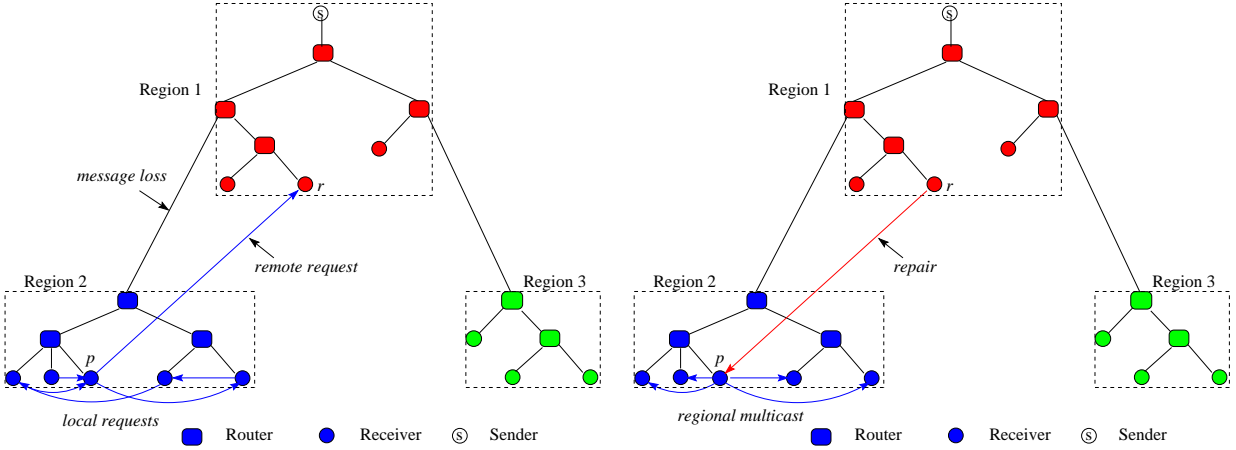 S
Region 1
message loss
r
remote request
Region 2
Region 3
p
local requests
Router
Receiver
S
Sender
S
Region 1
r
repair
Region 2
Region 3
p
regional multicast
Router
Receiver
S
Sender